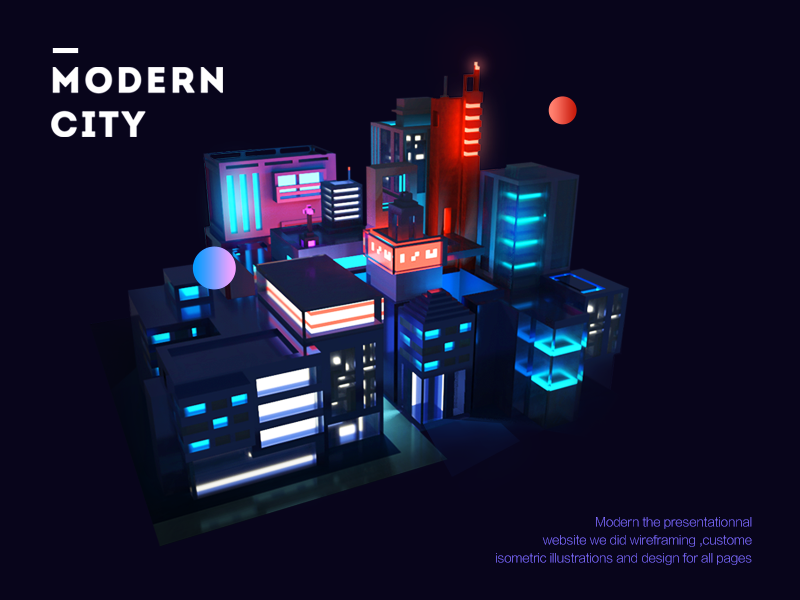 MODERN
CITY
Modern the presentationnal
website we did wireframing ,custome
isometric illustrations and design for all pages